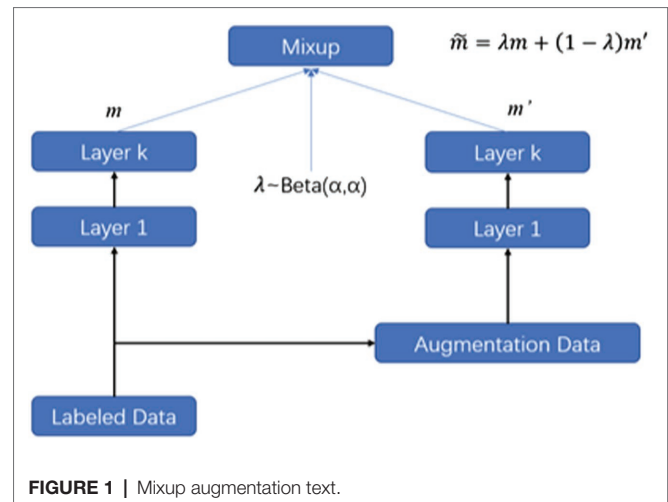 Mixup
m̃ = λm + (1 − λ)m′
m
m'
Layer k
Layer k
λ~Beta(α,α)
Layer 1
Layer 1
Augmentation Data
Labeled Data
FIGURE 1 | Mixup augmentation text.